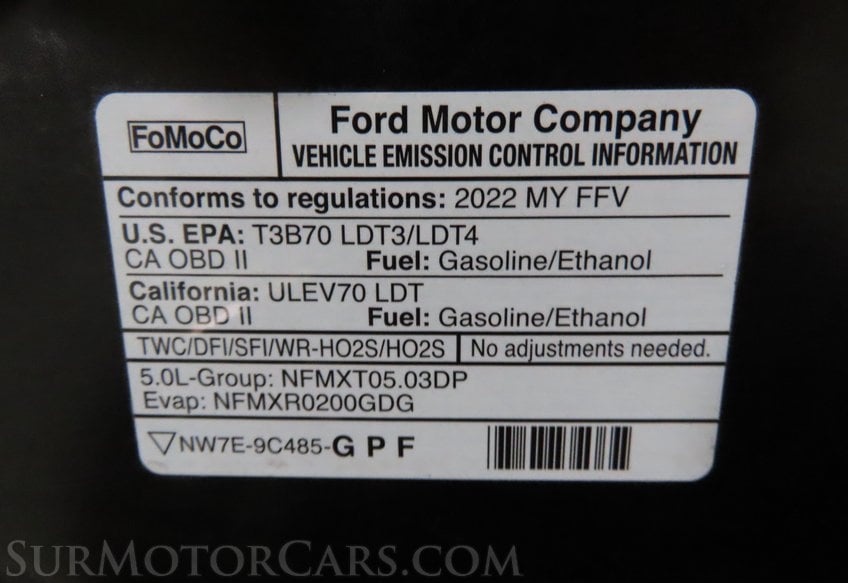 FoMoCo
Ford Motor Company
VEHICLE EMISSION CONTROL INFORMATION
Conforms to regulations: 2022 MY FFV
U.S. EPA: T3B70 LDT3/LDT4
CA OBD II Fuel: Gasoline/Ethanol
California: ULEV70 LDT
CA OBD II Fuel: Gasoline/Ethanol
TWC/DFI/SFI/WR-HO2S/HO2S No adjustments needed.
5.0L-Group: NFMXT05.03DP
Evap: NFMXR0200GDG
NW7E-9C485-G P F
SurMotorCars.com